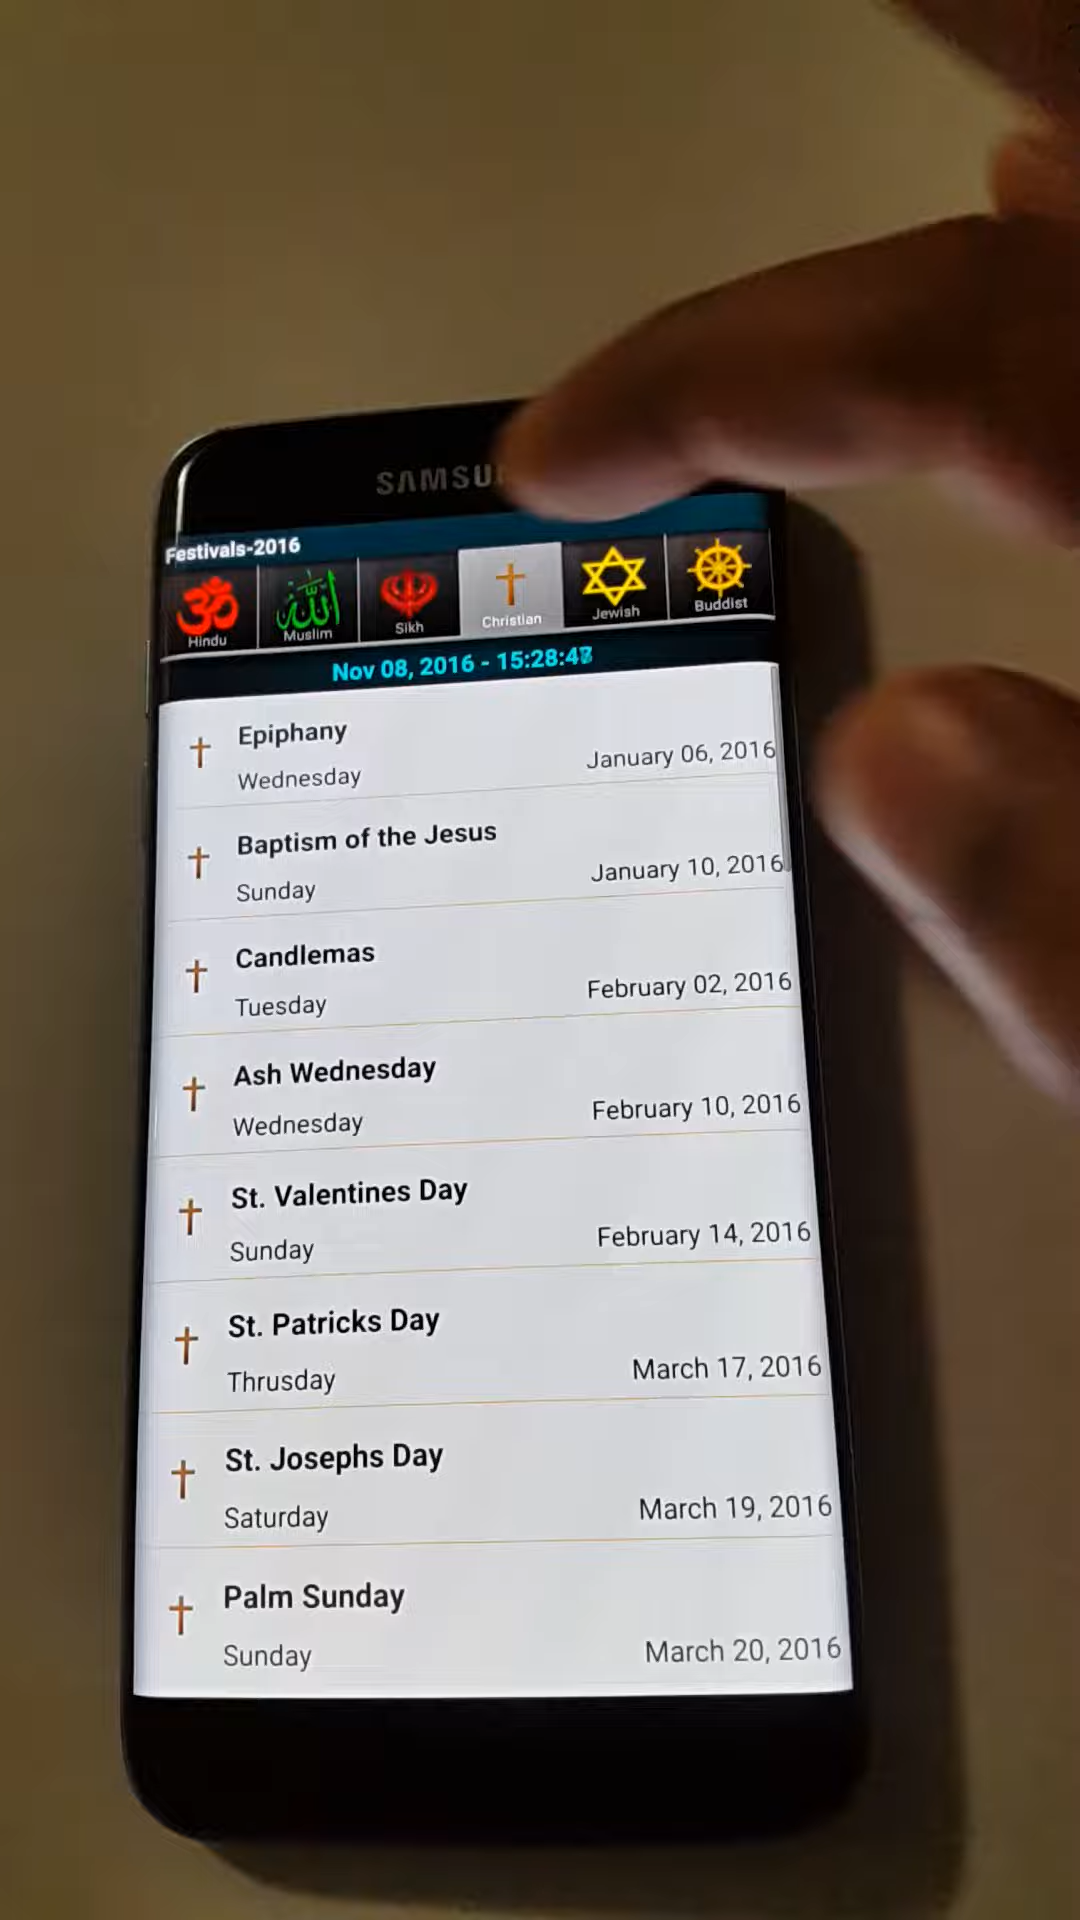 SAMSU
Festivals-2016
Hindu
Muslim
Sikh
Christian
Jewish
Buddist
Nov 08, 2016 - 15:28:4
Epiphany
Wednesday
January 06, 2016
Baptism of the Jesus
Sunday
January 10, 2016
Candlemas
Tuesday
February 02, 2016
Ash Wednesday
Wednesday
February 10, 2016
St. Valentines Day
Sunday
February 14, 2016
St. Patricks Day
Thrusday
March 17, 2016
St. Josephs Day
Saturday
March 19, 2016
Palm Sunday
Sunday
March 20, 2016